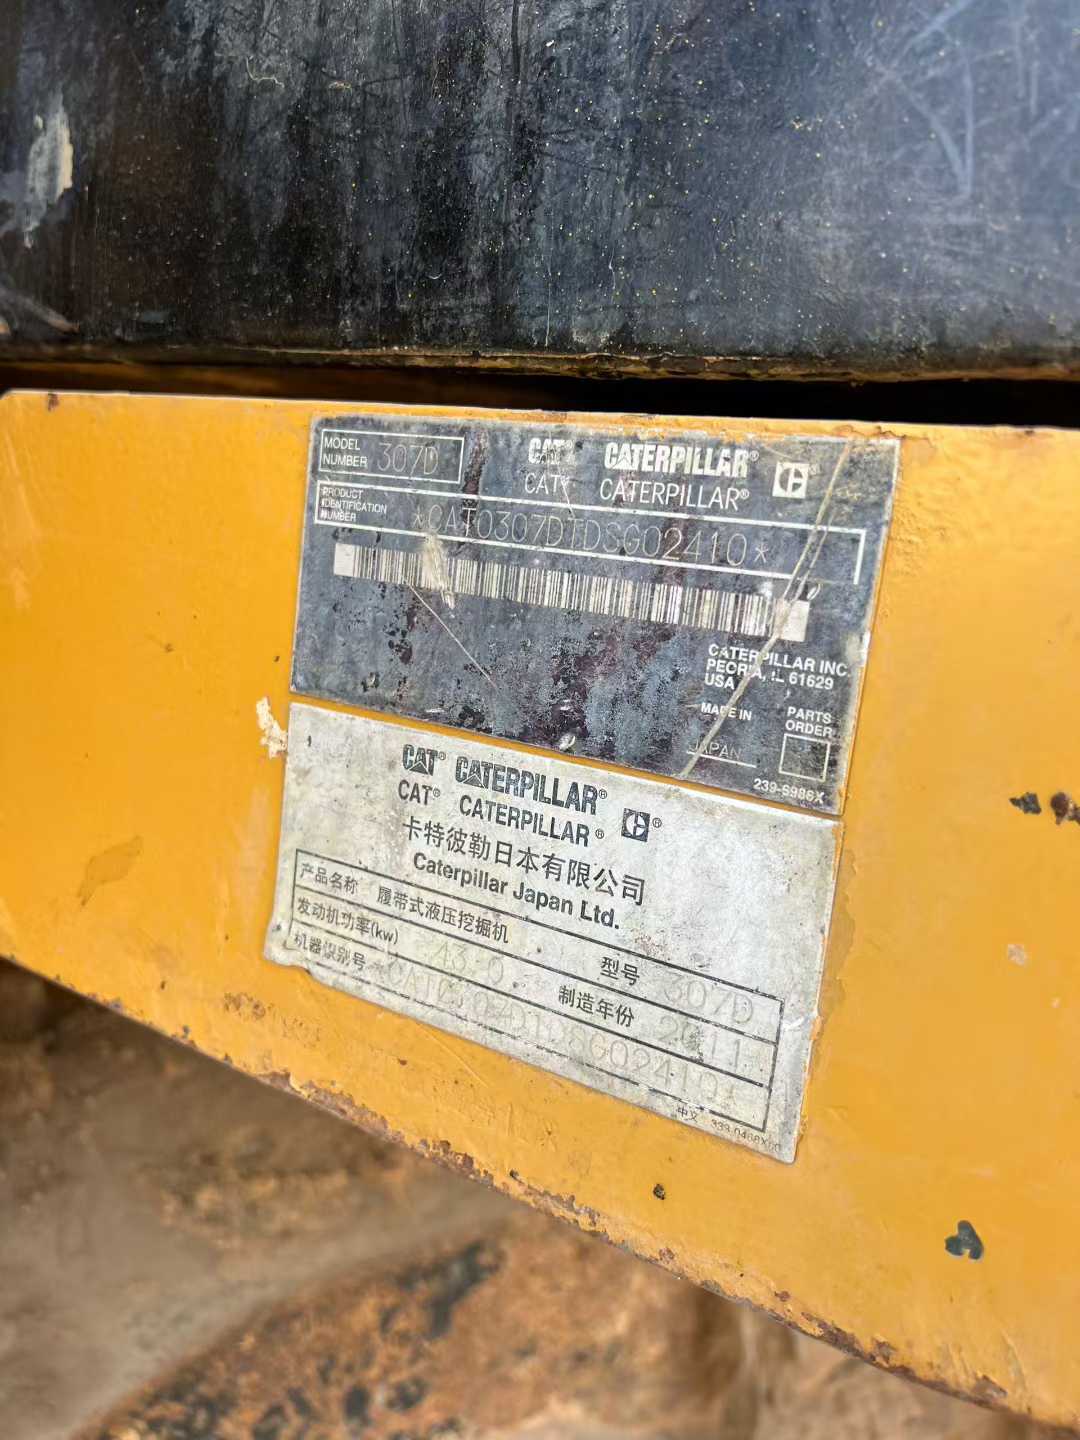 MODEL NUMBER 307D
CAT® CATERPILLAR®
CAT® CATERPILLAR®
PRODUCT IDENTIFICATION NUMBER *CAT0307DTDSG02410*
CATERPILLAR INC.
PEORIA, IL 61629
USA
MADE IN JAPAN
PARTS ORDER
239-5986X
CAT® CATERPILLAR®
CAT® CATERPILLAR®
卡特彼勒日本有限公司
Caterpillar Japan Ltd.
产品名称 履带式液压挖掘机 型号 307D
发动机功率(kw) 43.0 制造年份 2011
机器识别号 *CAT0307DTDSG02410*
中文